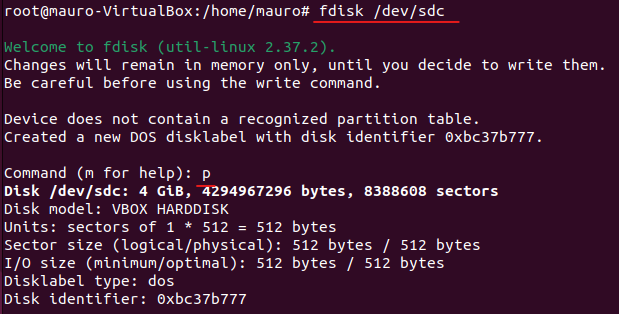 root@mauro-VirtualBox:/home/mauro# fdisk /dev/sdc
Welcome to fdisk (util-linux 2.37.2).
Changes will remain in memory only, until you decide to write them.
Be careful before using the write command.
Device does not contain a recognized partition table.
Created a new DOS disklabel with disk identifier 0xbc37b777.
Command (m for help): p
Disk /dev/sdc: 4 GiB, 4294967296 bytes, 8388608 sectors
Disk model: VBOX HARDDISK
Units: sectors of 1 * 512 = 512 bytes
Sector size (logical/physical): 512 bytes / 512 bytes
I/O size (minimum/optimal): 512 bytes / 512 bytes
Disklabel type: dos
Disk identifier: 0xbc37b777